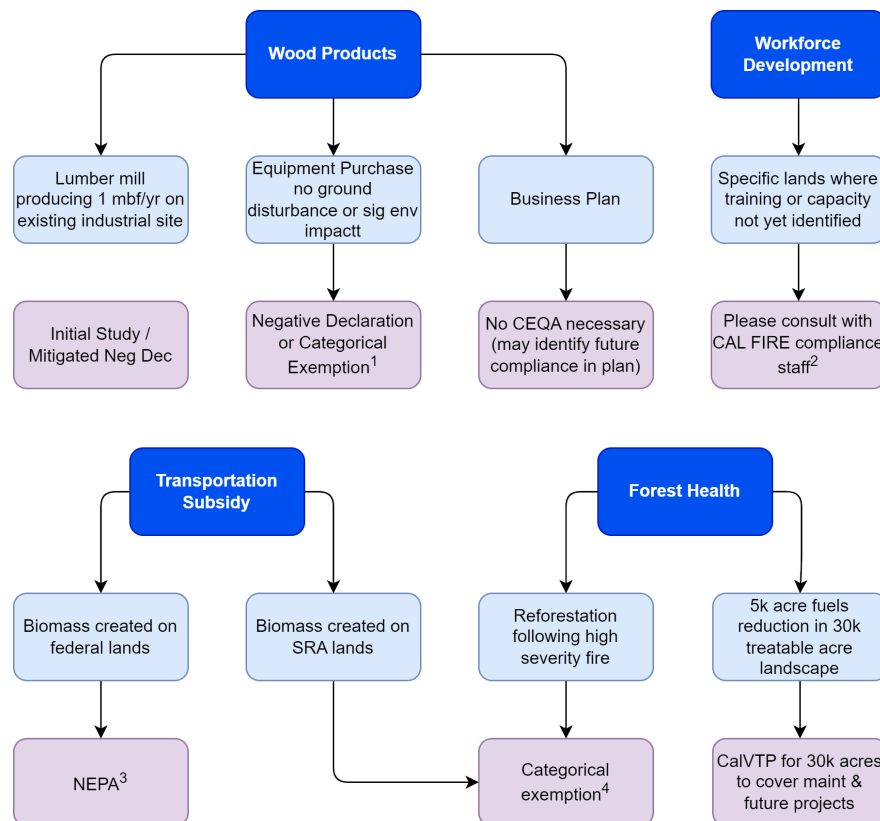 Wood Products
Workforce
Development
Lumber mill
producing 1 mbf/yr on
existing industrial site
Equipment Purchase
no ground
disturbance or sig env
impactt
Business Plan
Specific lands where
training or capacity
not yet identified
Initial Study /
Mitigated Neg Dec
Negative Declaration
or Categorical
Exemption1
No CEQA necessary
(may identify future
compliance in plan)
Please consult with
CAL FIRE compliance
staff2
Transportation
Subsidy
Forest Health
Biomass created on
federal lands
Biomass created on
SRA lands
Reforestation
following high
severity fire
5k acre fuels
reduction in 30k
treatable acre
landscape
NEPA3
Categorical
exemption4
CalVTP for 30k acres
to cover maint &
future projects